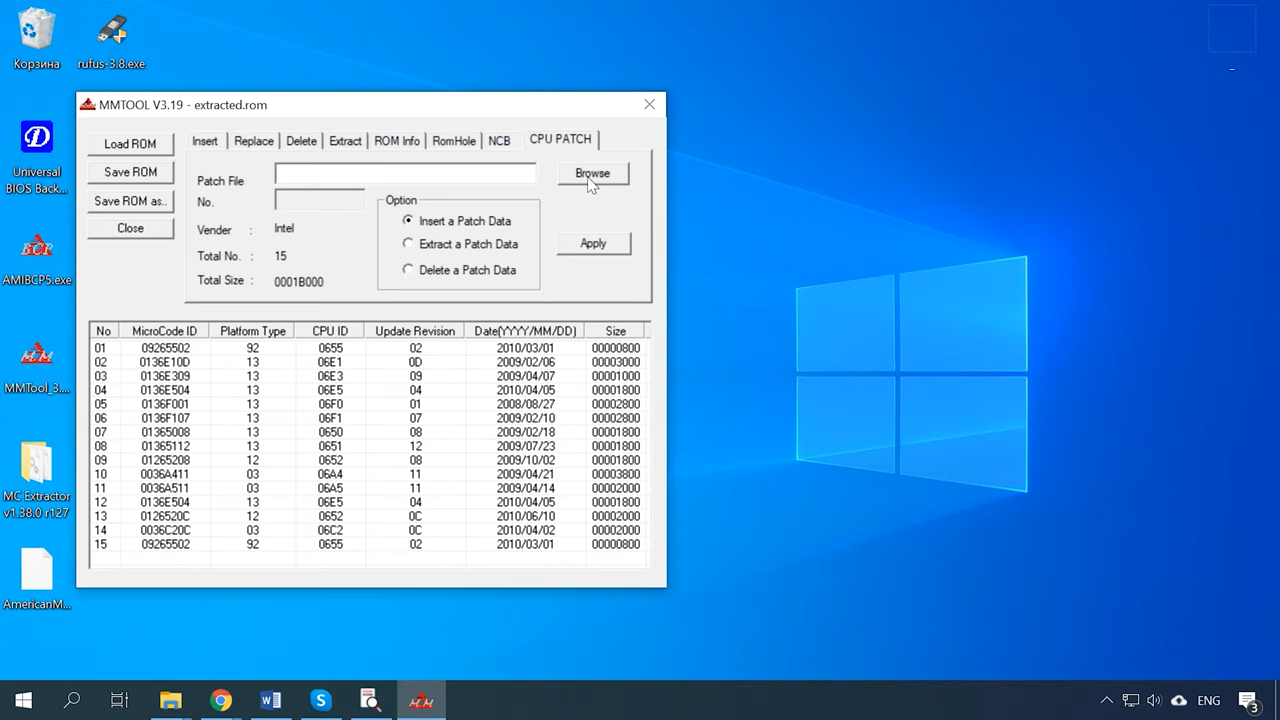 Корзина
rufus-3.8.exe
Universal
BIOS Back...
AMIBCP5.exe
MMTool_3....
MC Extractor
v1.38.0 r127
AmericanM...
MMTOOL V3.19 - extracted.rom
Load ROM
Save ROM
Save ROM as..
Close
Insert Replace Delete Extract ROM Info RomHole NCB CPU PATCH
Patch File Browse
No.
Vender : Intel
Total No. : 15
Total Size : 0001B000
Option
Insert a Patch Data
Extract a Patch Data
Delete a Patch Data
Apply
No MicroCode ID Platform Type CPU ID Update Revision Date(YYYY/MM/DD) Size
01 09265502 92 0655 02 2010/03/01 00000800
02 0136E10D 13 06E1 0D 2009/02/06 00003000
03 0136E309 13 06E3 09 2009/04/07 00001000
04 0136E504 13 06E5 04 2010/04/05 00001800
05 0136F001 13 06F0 01 2008/08/27 00002800
06 0136F107 13 06F1 07 2009/02/10 00002800
07 01365008 13 0650 08 2009/02/18 00001800
08 01365112 13 0651 12 2009/07/23 00001800
09 01265208 12 0652 08 2009/10/02 00001800
10 0036A411 03 06A4 11 2009/04/21 00003800
11 0036A511 03 06A5 11 2009/04/14 00002000
12 0136E504 13 06E5 04 2010/04/05 00001800
13 0126520C 12 0652 0C 2010/06/10 00002000
14 0036C20C 03 06C2 0C 2010/04/02 00002000
15 09265502 92 0655 02 2010/03/01 00000800
ENG
3